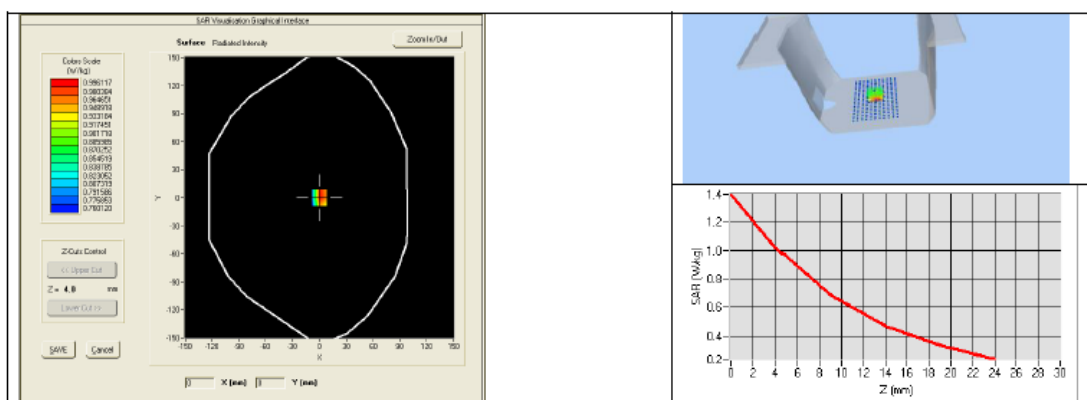 SAR Visualisation Graphical Interface
Surface Radiated Intensity
Zoom In/Out
Colors Scale
(W/kg)
0.996117
0.980384
0.964651
0.948918
0.933184
0.917451
0.901718
0.885985
0.870252
0.854519
0.838785
0.823052
0.807319
0.791586
0.775853
0.760120
150
120
90
60
30
0
-30
-60
-90
-120
-150
Y
-150 -120 -90 -60 -30 0 30 60 90 120 150
X
Z-Cuts Control
<< Upper Cut
Z = 4.0 mm
Lower Cut >>
SAVE Cancel
0 X (mm) 0 Y (mm)
1.4
1.0
0.8
0.6
0.4
0.2
SAR (W/kg)
0 2 4 6 8 10 12 14 16 18 20 22 24 26 28 30
Z (mm)